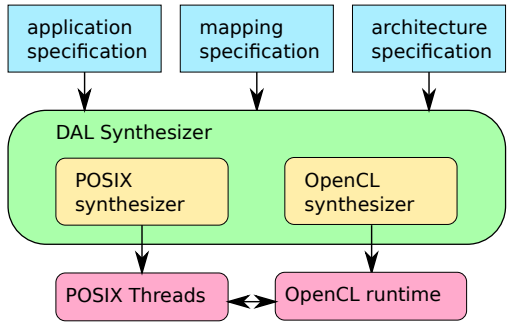 application
specification
mapping
specification
architecture
specification
DAL Synthesizer
POSIX
synthesizer
OpenCL
synthesizer
POSIX Threads
OpenCL runtime